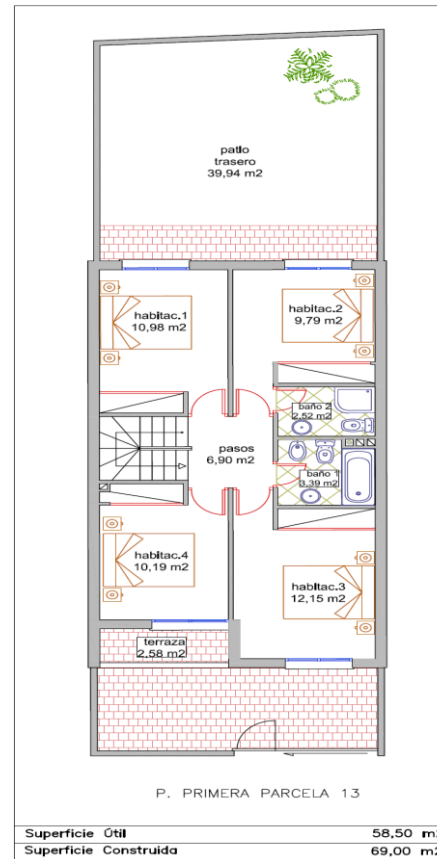 patio
trasero
39,94 m2
habitac.1
10,98 m2
habitac.2
9,79 m2
baño 2
2,52 m2
pasos
6,90 m2
baño 1
3,39 m2
habitac.4
10,19 m2
habitac.3
12,15 m2
terraza
2,58 m2
P. PRIMERA PARCELA 13
Superficie Útil 58,50 m2
Superficie Construida 69,00 m2